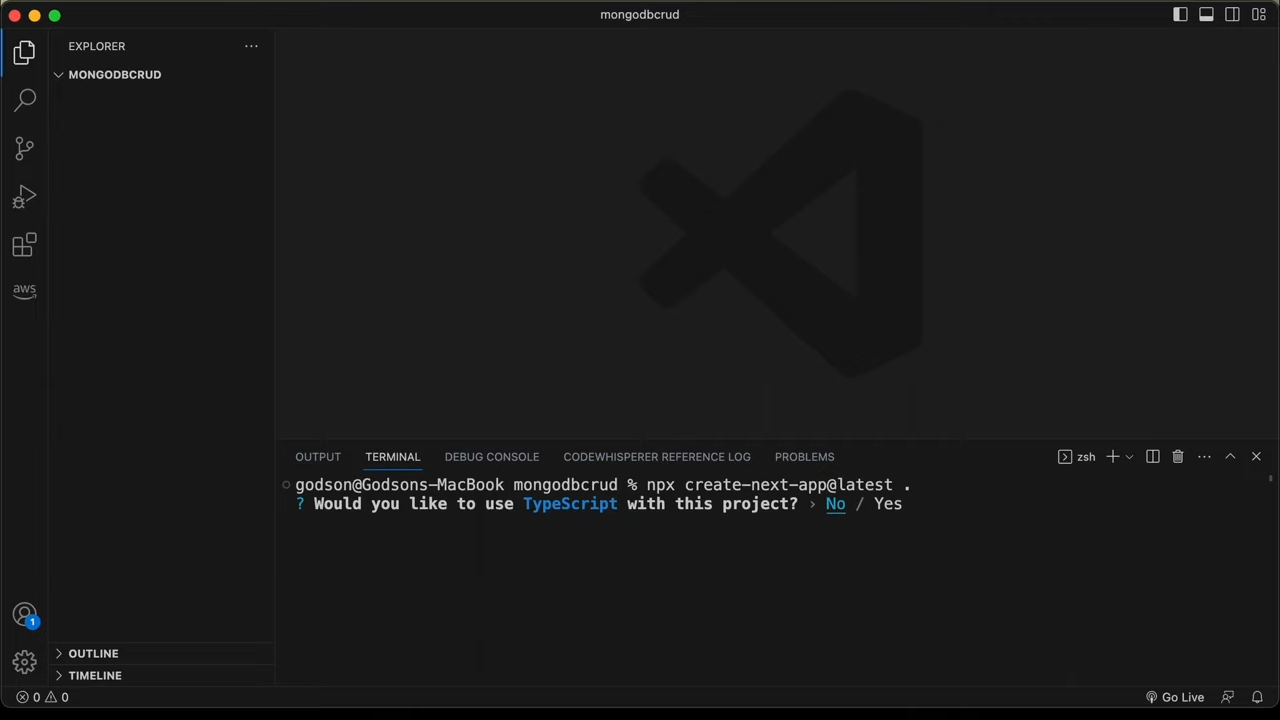 mongodbcrud
EXPLORER
MONGODBCRUD
aws
OUTPUT TERMINAL DEBUG CONSOLE CODEWHISPERER REFERENCE LOG PROBLEMS zsh
godson@Godsons-MacBook mongodbcrud % npx create-next-app@latest .
? Would you like to use TypeScript with this project? › No / Yes
1
OUTLINE
TIMELINE
0 0 Go Live